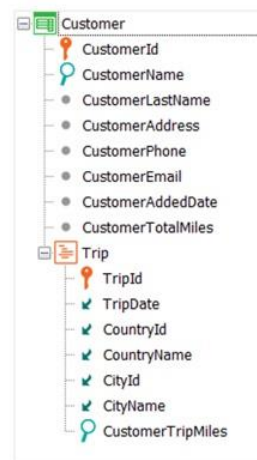 Customer
CustomerId
CustomerName
CustomerLastName
CustomerAddress
CustomerPhone
CustomerEmail
CustomerAddedDate
CustomerTotalMiles
Trip
TripId
TripDate
CountryId
CountryName
CityId
CityName
CustomerTripMiles